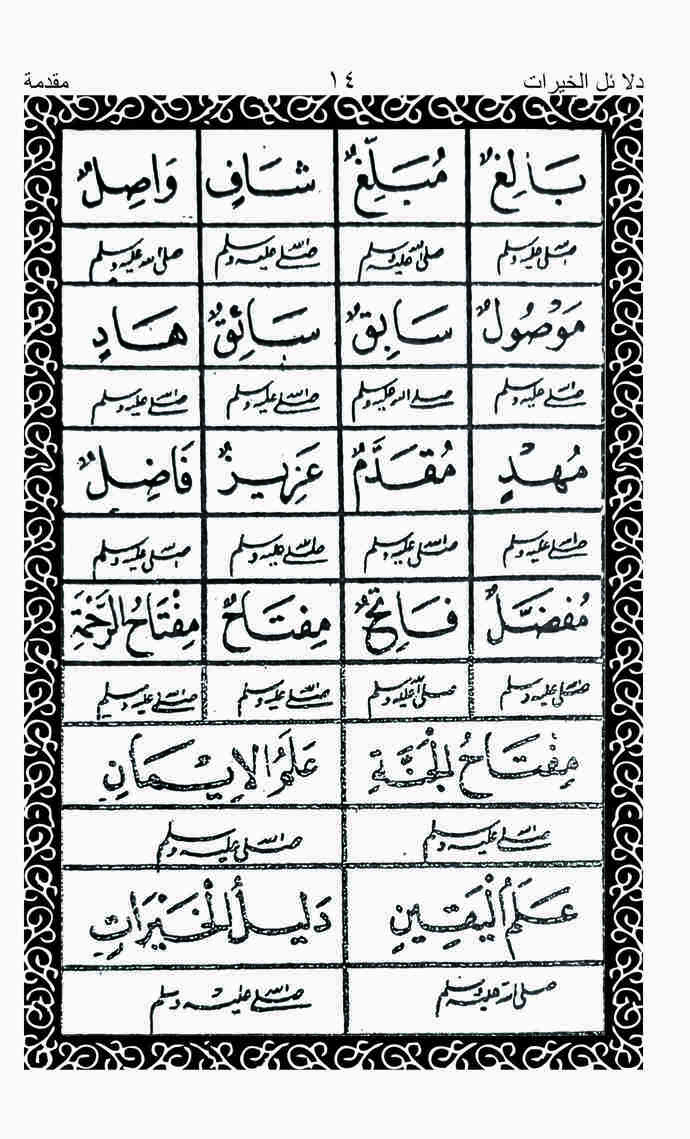 دلائل الخيرات ١٤ مقدمة
بَالِغٌ مُبَلِّغٌ شَافٍ وَاصِلٌ
صلى الله عليه وسلم صلى الله عليه وسلم صلى الله عليه وسلم صلى الله عليه وسلم
مَوْصُولٌ سَابِقٌ سَائِقٌ هَادٍ
صلى الله عليه وسلم صلى الله عليه وسلم صلى الله عليه وسلم صلى الله عليه وسلم
مُهْدٍ مُقَدَّمٌ عَزِيزٌ فَاضِلٌ
صلى الله عليه وسلم صلى الله عليه وسلم صلى الله عليه وسلم صلى الله عليه وسلم
مُفَضَّلٌ فَاتِحٌ مِفْتَاحٌ مِفْتَاحُ الرَّحْمَةِ
صلى الله عليه وسلم صلى الله عليه وسلم صلى الله عليه وسلم صلى الله عليه وسلم
مِفْتَاحُ الْجَنَّةِ عَلَمُ الْإِيْمَانِ
صلى الله عليه وسلم صلى الله عليه وسلم
عَلَمُ الْيَقِينِ دَلِيلُ الْخَيْرَاتِ
صلى الله عليه وسلم صلى الله عليه وسلم